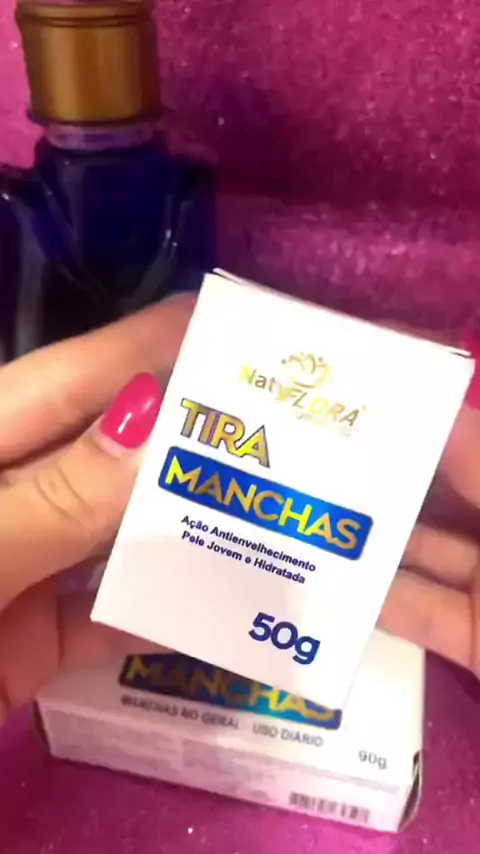 NatyFLORA
TIRA
MANCHAS
Ação Antienvelhecimento
Pele Jovem e Hidratada
50g
MANCHAS
MANCHAS NO GERAL - USO DIÁRIO
90g